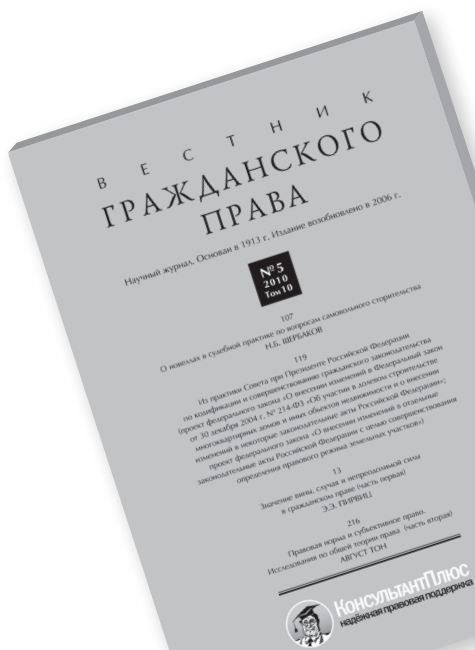 ВЕСТНИК
ГРАЖДАНСКОГО
ПРАВА
Научный журнал. Основан в 1913 г. Издание возобновлено в 2006 г.
№ 5
2010
Том 10
107
О новеллах в судебной практике по вопросам самовольного сторительства
Н.Б. ЩЕРБАКОВ
119
Из практики Совета при Президенте Российской Федерации
по кодификации и совершенствованию гражданского законодательства
(проект федерального закона «О внесении изменений в Федеральный закон
от 30 декабря 2004 г. № 214-ФЗ «Об участии в долевом строительстве
многоквартирных домов и иных объектов недвижимости и о внесении
изменений в некоторые законодательные акты Российской Федерации»;
проект федерального закона «О внесении изменений в отдельные
законодательные акты Российской Федерации с целью совершенствования
определения правового режима земельных участков»)
13
Значение вины, случая и непреодолимой силы
в гражданском праве (часть первая)
Э.Э. ПИРВИЦ
216
Правовая норма и субъективное право.
Исследования по общей теории права (часть вторая)
АВГУСТ ТОН
КонсультантПлюс
надёжная правовая поддержка